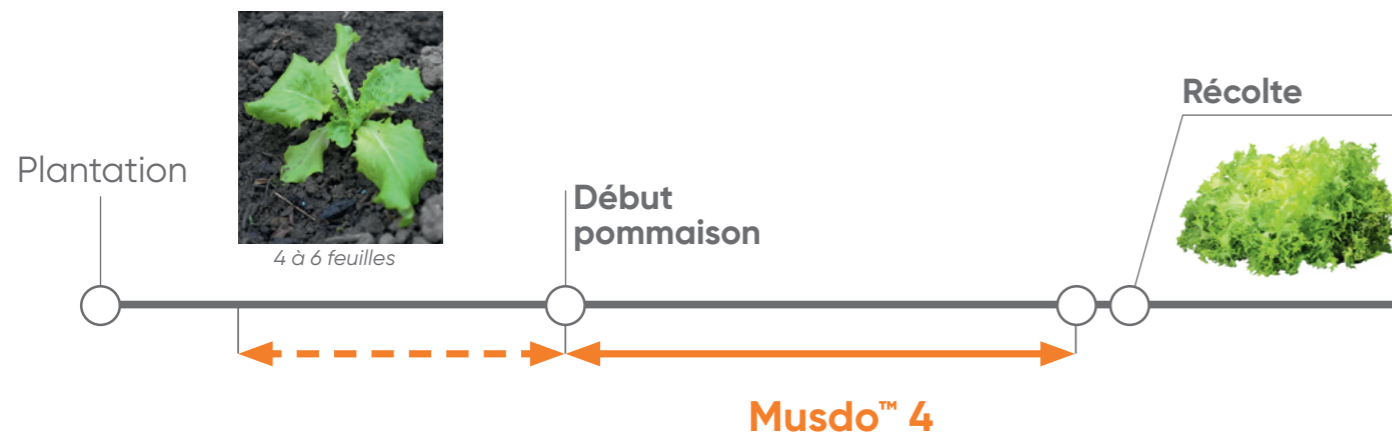 Récolte
Plantation
Début
pommaison
4 à 6 feuilles
Musdo™ 4